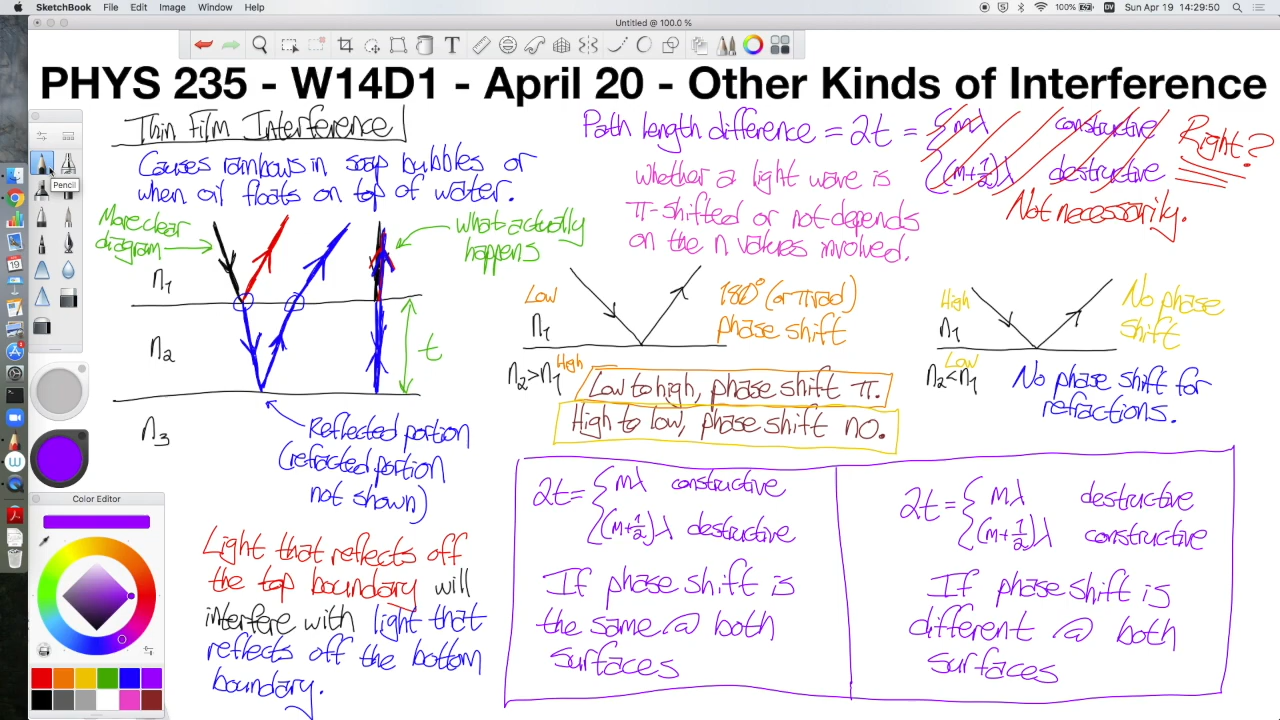 SketchBook File Edit Image Window Help
100% Sun Apr 19 14:29:50
Untitled @ 100.0 %
PHYS 235 - W14D1 - April 20 - Other Kinds of Interference
Thin Film Interference
Causes rainbows in soap bubbles or
when oil floats on top of water.
More clear
diagram
what actually
happens
n₁
n₂
n₃
t
Reflected portion
(refracted portion
not shown)
Light that reflects off
the top boundary will
interfere with light that
reflects off the bottom
boundary.
Path length difference = 2t = { mλ constructive
(m+1/2)λ destructive
Right?
Not necessarily.
whether a light wave is
π-shifted or not depends
on the n values involved.
Low
n₁
n₂>n₁ High
180° (or π rad)
phase shift
High
n₁
Low
n₂<n₁
No phase
shift
No phase shift for
refractions.
Low to high, phase shift π.
High to low, phase shift no.
2t = { mλ constructive
(m+1/2)λ destructive
If phase shift is
the same @ both
surfaces
2t = { mλ destructive
(m+1/2)λ constructive
If phase shift is
different @ both
surfaces
Pencil
Color Editor